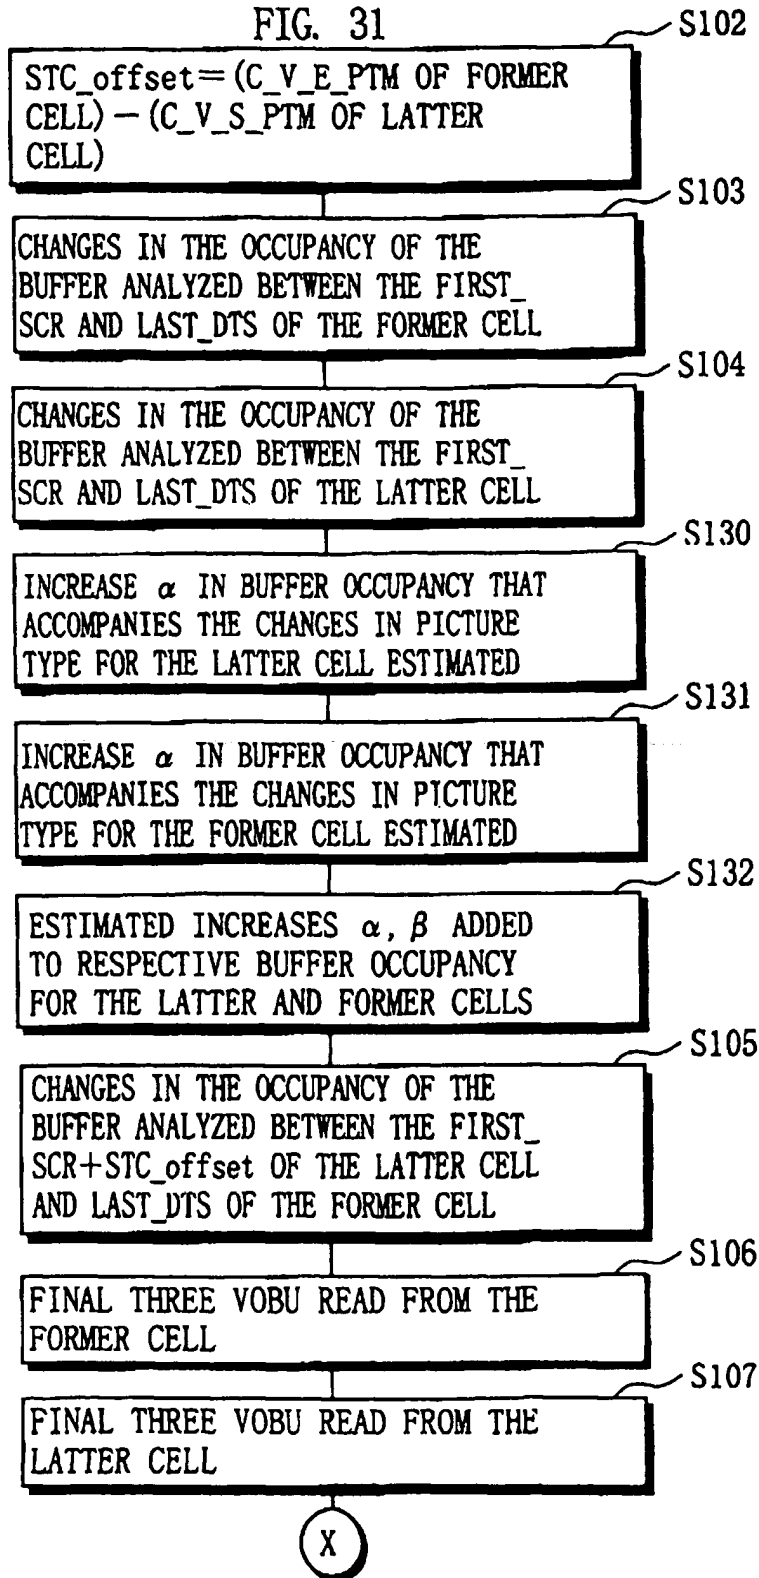 FIG. 31
S102
STC_offset=(C_V_E_PTM OF FORMER
CELL)-(C_V_S_PTM OF LATTER
CELL)
S103
CHANGES IN THE OCCUPANCY OF THE
BUFFER ANALYZED BETWEEN THE FIRST_
SCR AND LAST_DTS OF THE FORMER CELL
S104
CHANGES IN THE OCCUPANCY OF THE
BUFFER ANALYZED BETWEEN THE FIRST_
SCR AND LAST_DTS OF THE LATTER CELL
S130
INCREASE α IN BUFFER OCCUPANCY THAT
ACCOMPANIES THE CHANGES IN PICTURE
TYPE FOR THE LATTER CELL ESTIMATED
S131
INCREASE α IN BUFFER OCCUPANCY THAT
ACCOMPANIES THE CHANGES IN PICTURE
TYPE FOR THE FORMER CELL ESTIMATED
S132
ESTIMATED INCREASES α, β ADDED
TO RESPECTIVE BUFFER OCCUPANCY
FOR THE LATTER AND FORMER CELLS
S105
CHANGES IN THE OCCUPANCY OF THE
BUFFER ANALYZED BETWEEN THE FIRST_
SCR+STC_offset OF THE LATTER CELL
AND LAST_DTS OF THE FORMER CELL
S106
FINAL THREE VOBU READ FROM THE
FORMER CELL
S107
FINAL THREE VOBU READ FROM THE
LATTER CELL
X